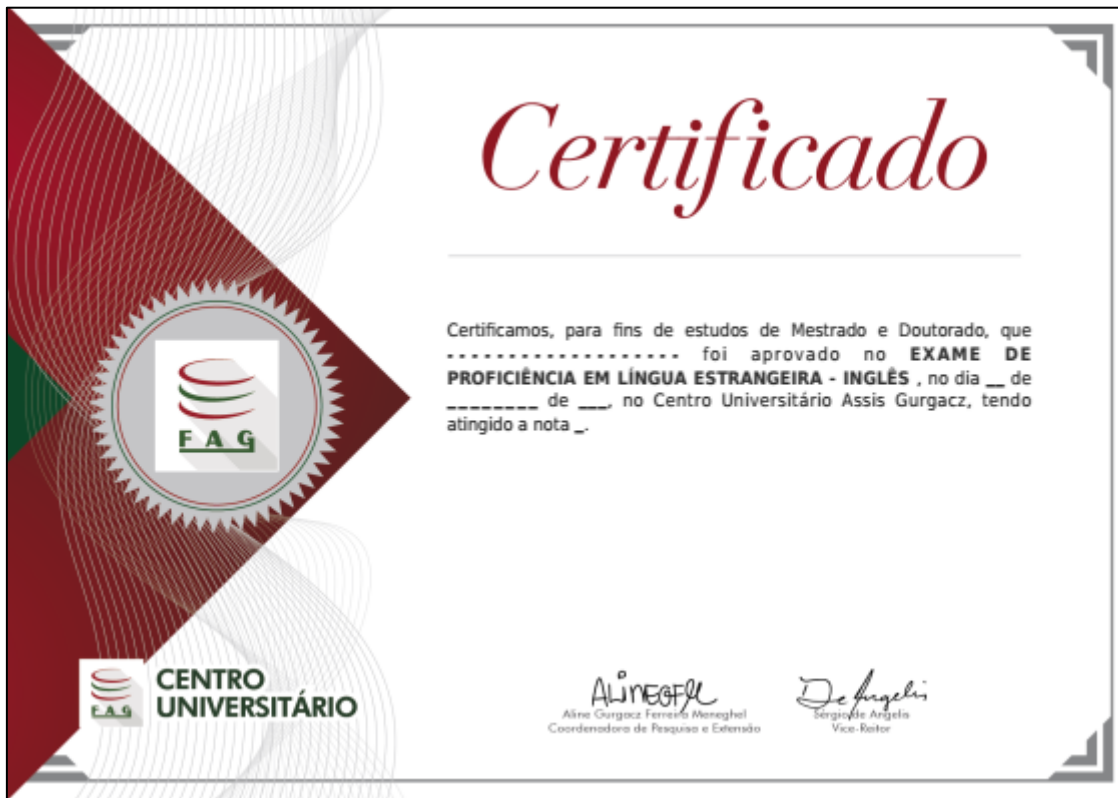 Certificado
Certificamos, para fins de estudos de Mestrado e Doutorado, que
------------------- foi aprovado no EXAME DE
PROFICIÊNCIA EM LÍNGUA ESTRANGEIRA - INGLÊS , no dia __ de
________ de ___, no Centro Universitário Assis Gurgacz, tendo
atingido a nota _.
FAG
FAG
CENTRO
UNIVERSITÁRIO
Aline Gurgacz Ferreira Meneghel
Coordenadora de Pesquisa e Extensão
De Angelis
Sérgio de Angelis
Vice-Reitor